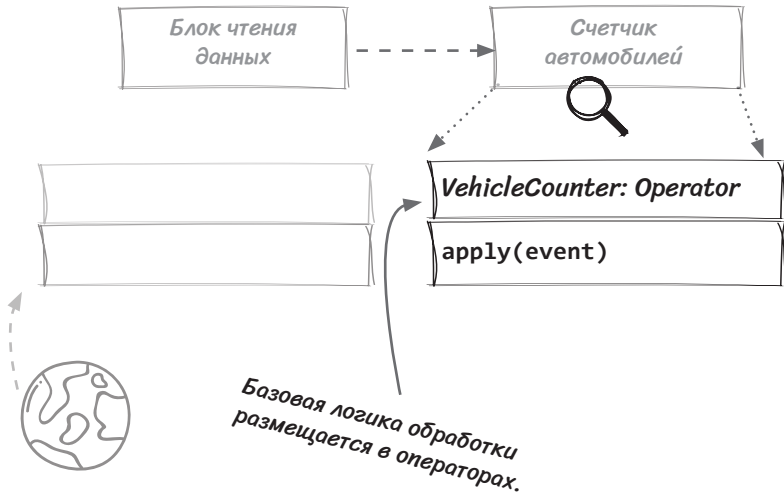 Блок чтения
данных
Счетчик
автомобилей
VehicleCounter: Operator
apply(event)
Базовая логика обработки
размещается в операторах.